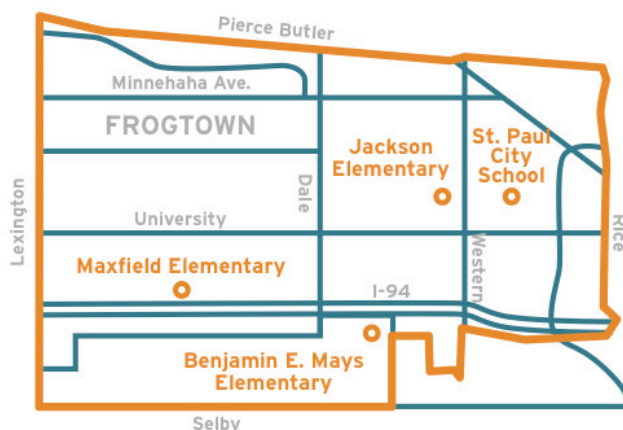 Pierce Butler
Minnehaha Ave.
FROGTOWN
Jackson
Elementary
St. Paul
City
School
Dale
Lexington
University
Western
Rice
Maxfield Elementary
I-94
Benjamin E. Mays
Elementary
Selby